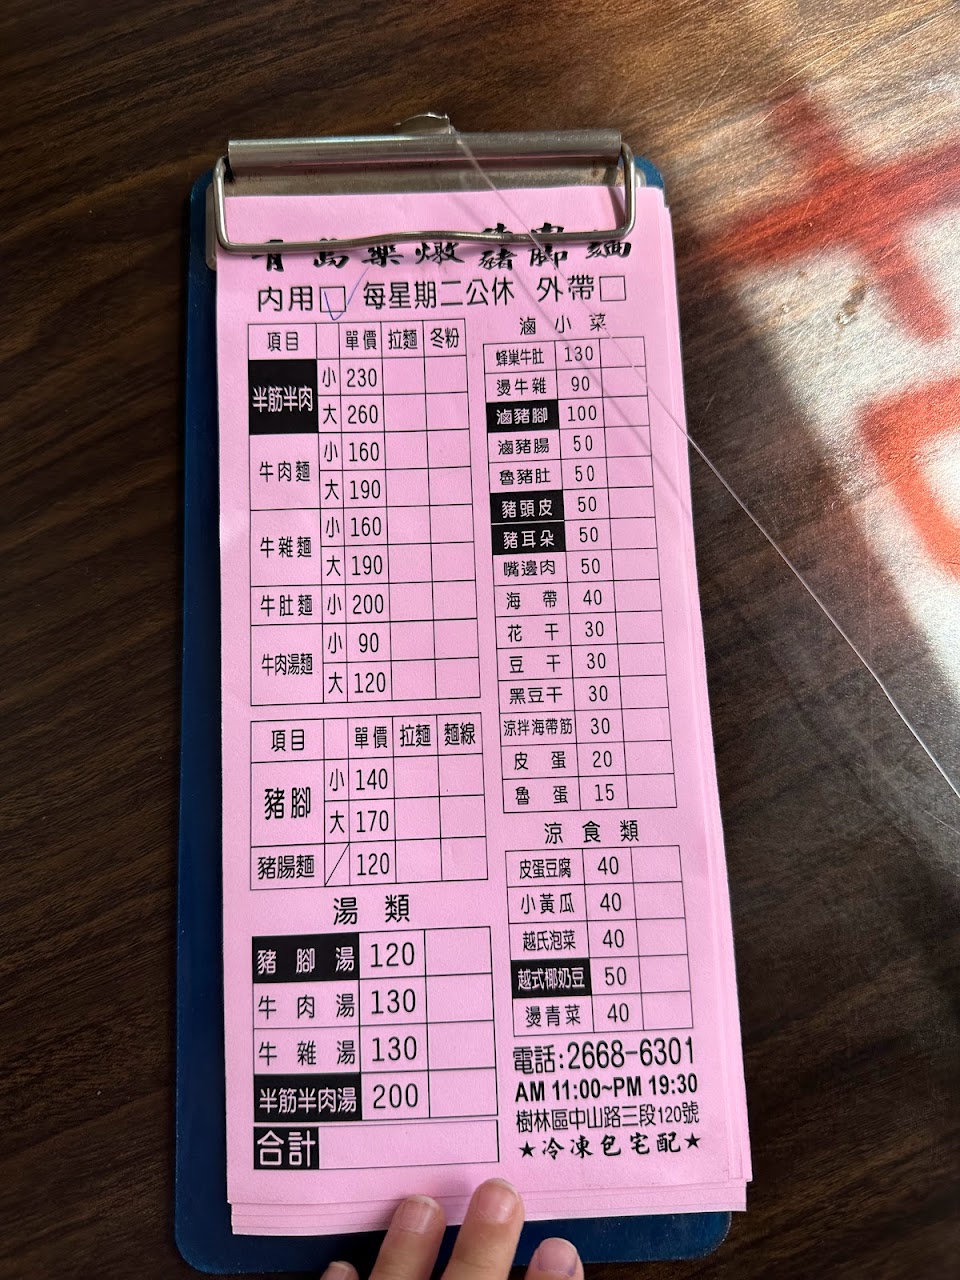 青島藥燉豬腳麵
內用□ 每星期二公休 外帶□
項目 單價 拉麵 冬粉
半筋半肉 小 230
大 260
牛肉麵 小 160
大 190
牛雜麵 小 160
大 190
牛肚麵 小 200
牛肉湯麵 小 90
大 120
項目 單價 拉麵 麵線
豬腳 小 140
大 170
豬腸麵 120
湯類
豬腳湯 120
牛肉湯 130
牛雜湯 130
半筋半肉湯 200
合計
滷小菜
蜂巢牛肚 130
燙牛雜 90
滷豬腳 100
滷豬腸 50
魯豬肚 50
豬頭皮 50
豬耳朵 50
嘴邊肉 50
海帶 40
花干 30
豆干 30
黑豆干 30
涼拌海帶筋 30
皮蛋 20
魯蛋 15
涼食類
皮蛋豆腐 40
小黃瓜 40
越氏泡菜 40
越式椰奶豆 50
燙青菜 40
電話:2668-6301
AM 11:00~PM 19:30
樹林區中山路三段120號
★冷凍包宅配★